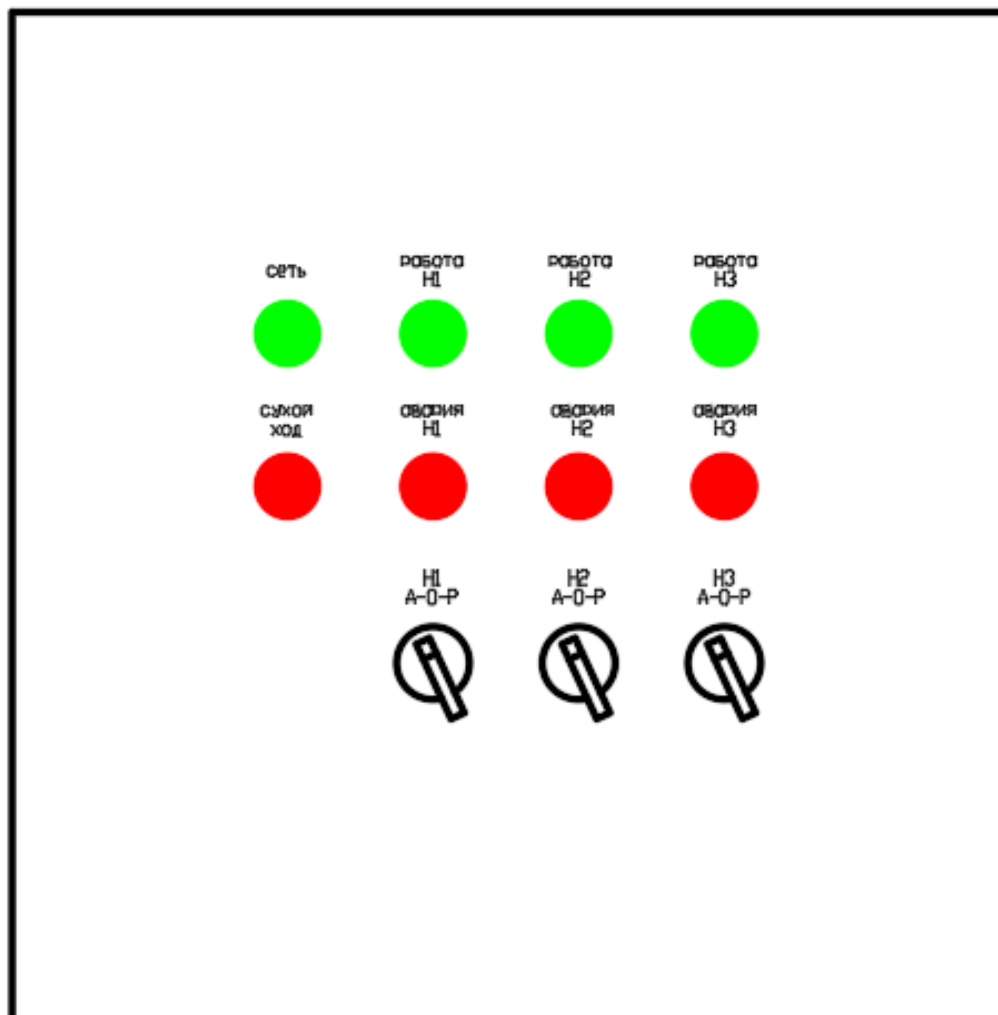 сеть
работа
Н1
работа
Н2
работа
Н3
сухой
ход
авария
Н1
авария
Н2
авария
Н3
Н1
А-0-Р
Н2
А-0-Р
Н3
А-0-Р